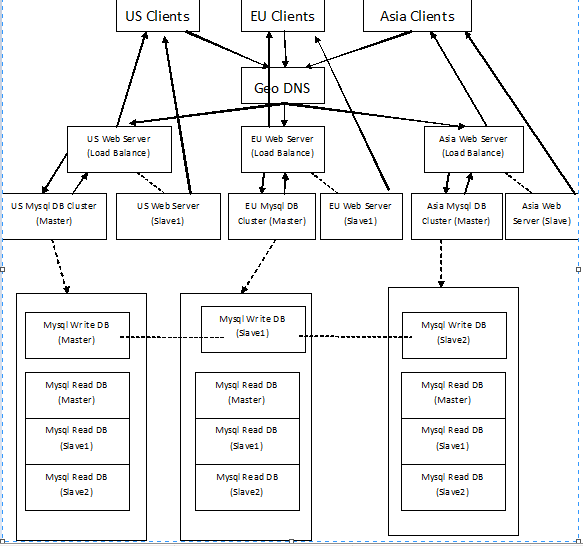 US Clients
EU Clients
Asia Clients
Geo DNS
US Web Server
(Load Balance)
EU Web Server
(Load Balance)
Asia Web Server
(Load Balance)
US Mysql DB Cluster
(Master)
US Web Server
(Slave1)
EU Mysql DB
Cluster (Master)
EU Web Server
(Slave1)
Asia Mysql DB
Cluster (Master)
Asia Web
Server (Slave)
Mysql Write DB
(Master)
Mysql Write DB
(Slave1)
Mysql Write DB
(Slave2)
Mysql Read DB
(Master)
Mysql Read DB
(Slave1)
Mysql Read DB
(Slave2)
Mysql Read DB
(Master)
Mysql Read DB
(Slave1)
Mysql Read DB
(Slave2)
Mysql Read DB
(Master)
Mysql Read DB
(Slave1)
Mysql Read DB
(Slave2)